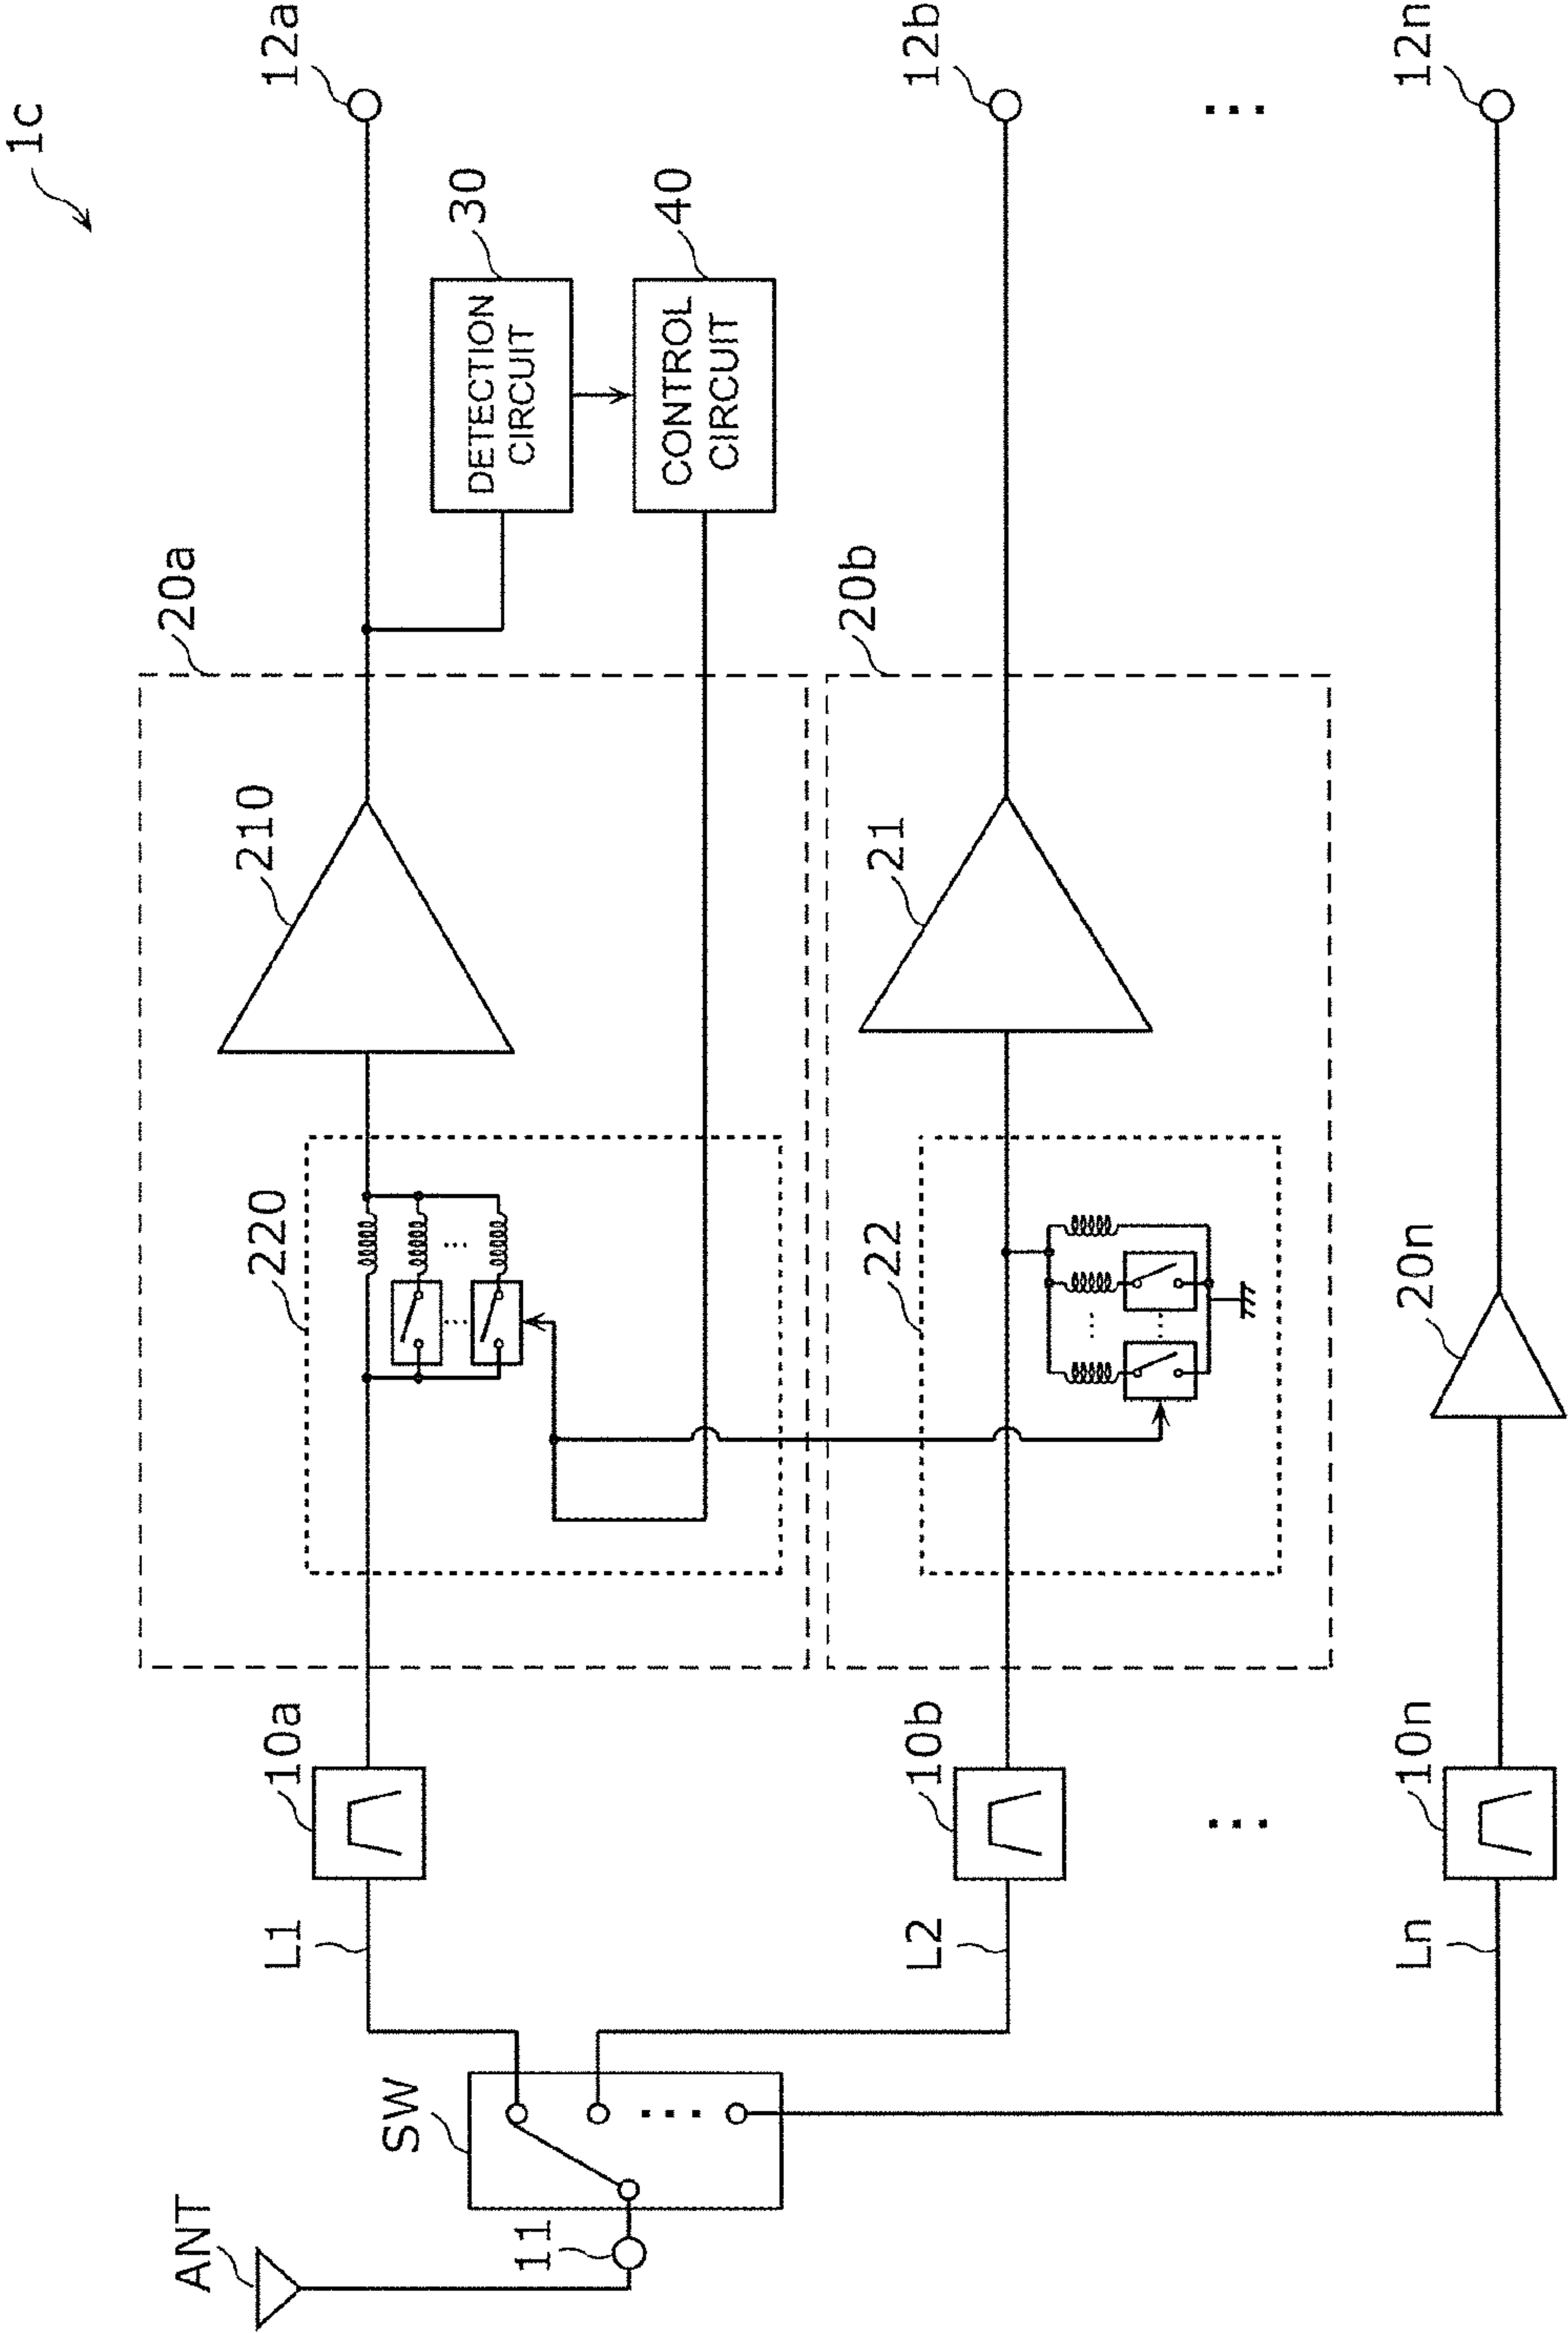 1c
12a
12b
12n
30
DETECTION
CIRCUIT
40
CONTROL
CIRCUIT
20a
20b
210
21
220
22
20n
10a
10b
10n
L1
L2
Ln
SW
11
ANT